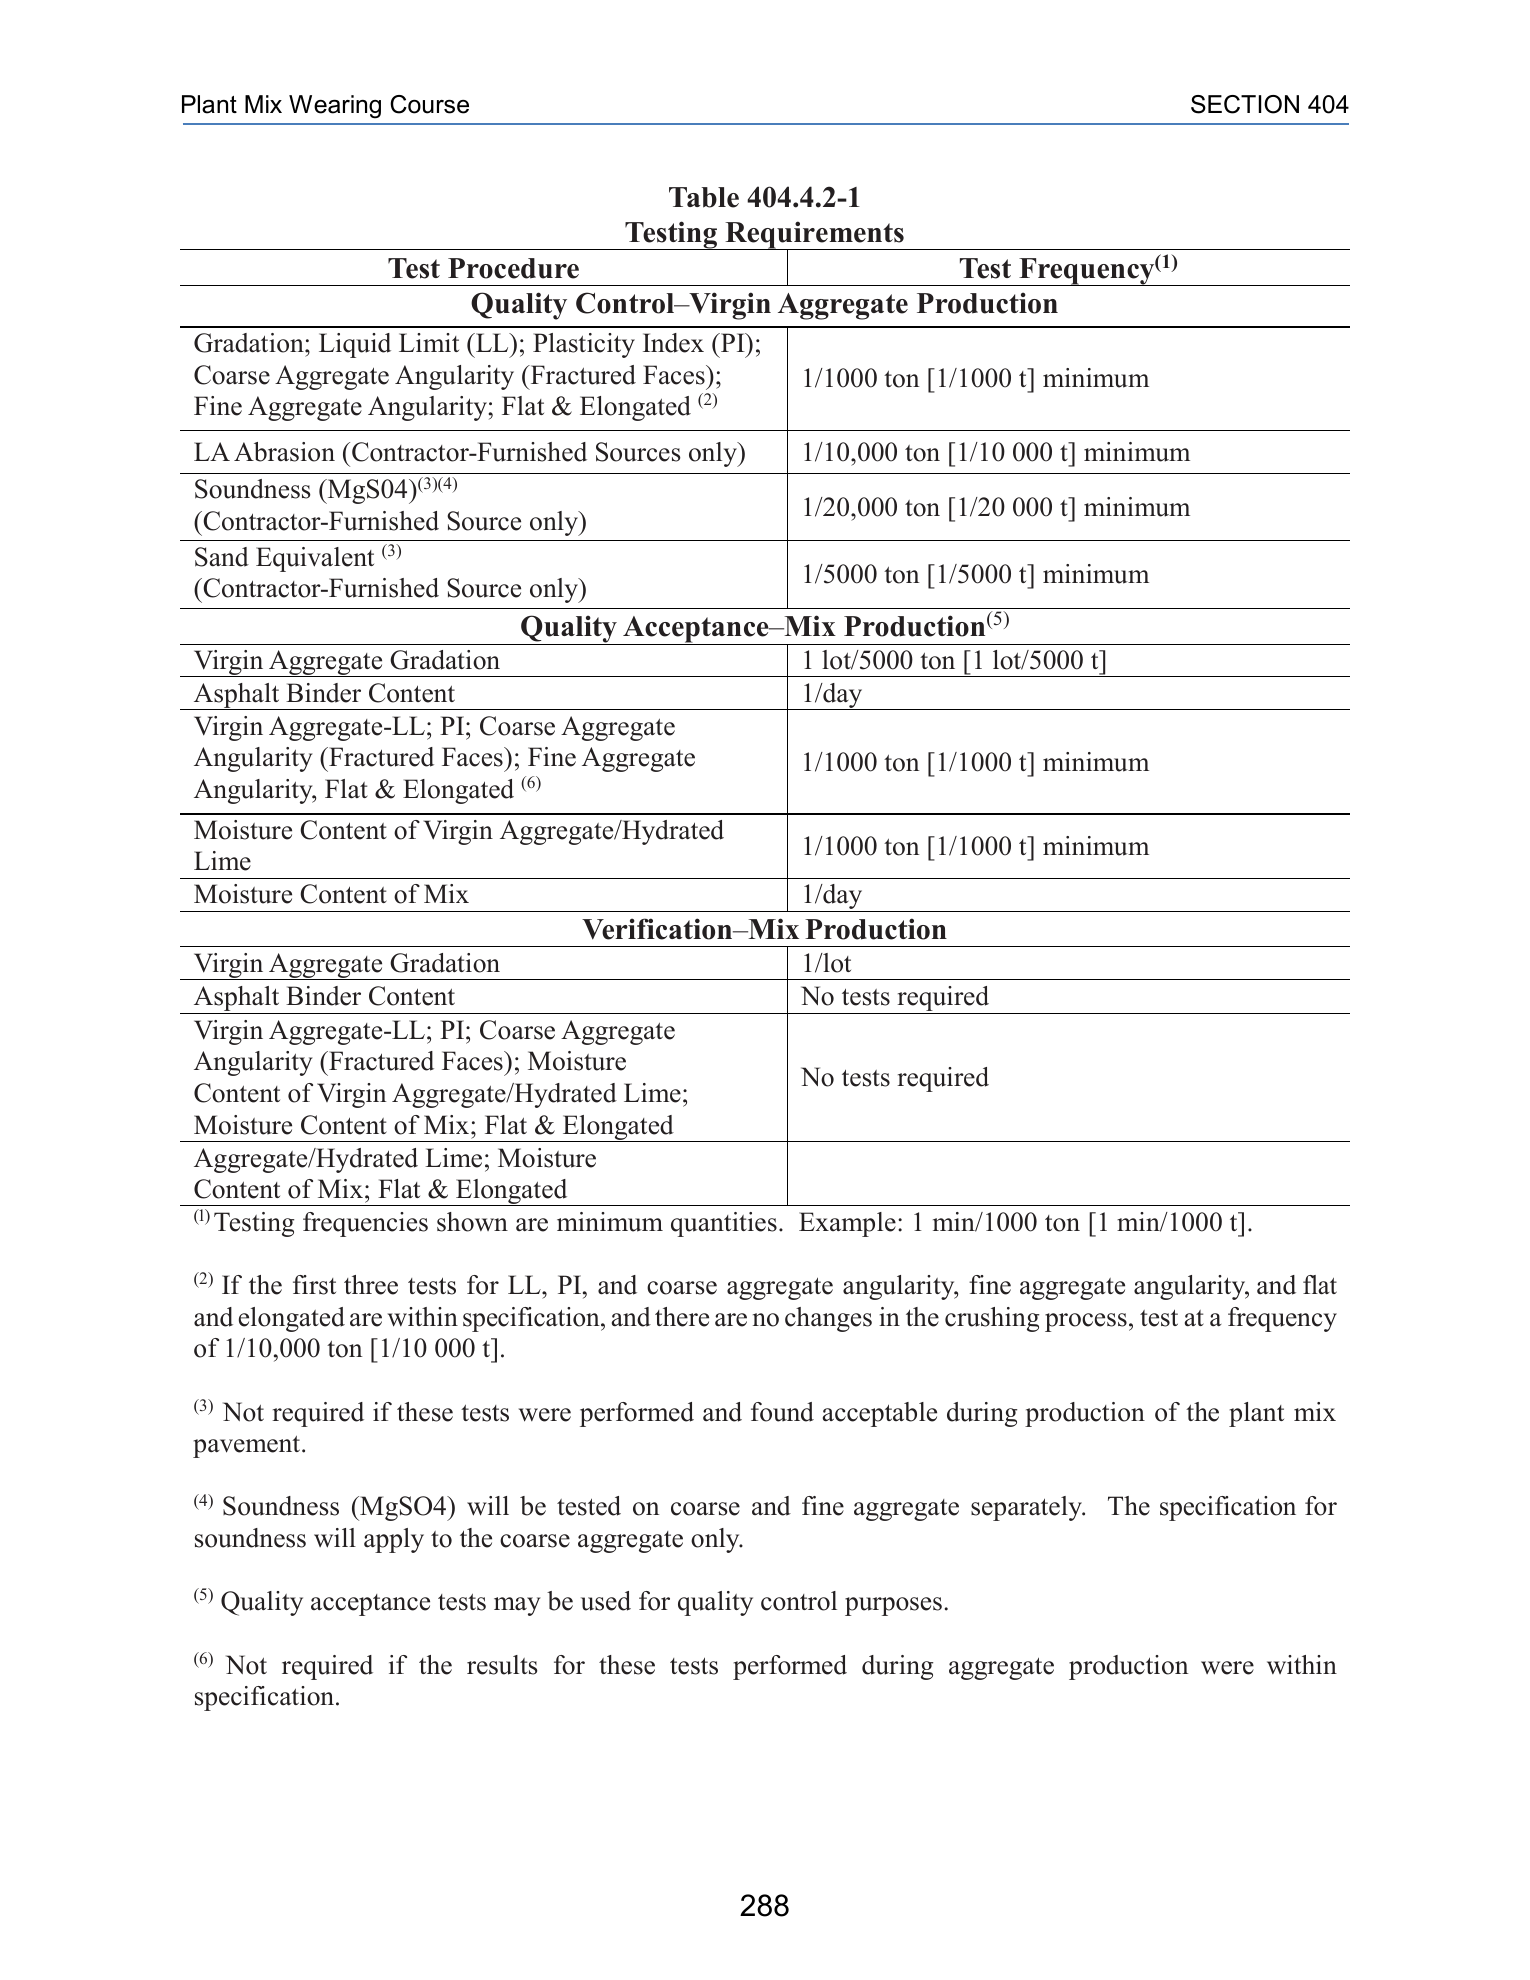 Plant Mix Wearing Course SECTION 404
Table 404.4.2-1
Testing Requirements
Test Procedure Test Frequency(1)
Quality Control–Virgin Aggregate Production
Gradation; Liquid Limit (LL); Plasticity Index (PI);
Coarse Aggregate Angularity (Fractured Faces);
Fine Aggregate Angularity; Flat & Elongated (2)
1/1000 ton [1/1000 t] minimum
LA Abrasion (Contractor-Furnished Sources only) 1/10,000 ton [1/10 000 t] minimum
Soundness (MgS04)(3)(4)
(Contractor-Furnished Source only)
1/20,000 ton [1/20 000 t] minimum
Sand Equivalent (3)
(Contractor-Furnished Source only)
1/5000 ton [1/5000 t] minimum
Quality Acceptance–Mix Production(5)
Virgin Aggregate Gradation 1 lot/5000 ton [1 lot/5000 t]
Asphalt Binder Content 1/day
Virgin Aggregate-LL; PI; Coarse Aggregate
Angularity (Fractured Faces); Fine Aggregate
Angularity, Flat & Elongated (6)
1/1000 ton [1/1000 t] minimum
Moisture Content of Virgin Aggregate/Hydrated
Lime
1/1000 ton [1/1000 t] minimum
Moisture Content of Mix 1/day
Verification–Mix Production
Virgin Aggregate Gradation 1/lot
Asphalt Binder Content No tests required
Virgin Aggregate-LL; PI; Coarse Aggregate
Angularity (Fractured Faces); Moisture
Content of Virgin Aggregate/Hydrated Lime;
Moisture Content of Mix; Flat & Elongated
No tests required
Aggregate/Hydrated Lime; Moisture
Content of Mix; Flat & Elongated
(1) Testing frequencies shown are minimum quantities. Example: 1 min/1000 ton [1 min/1000 t].
(2) If the first three tests for LL, PI, and coarse aggregate angularity, fine aggregate angularity, and flat
and elongated are within specification, and there are no changes in the crushing process, test at a frequency
of 1/10,000 ton [1/10 000 t].
(3) Not required if these tests were performed and found acceptable during production of the plant mix
pavement.
(4) Soundness (MgSO4) will be tested on coarse and fine aggregate separately. The specification for
soundness will apply to the coarse aggregate only.
(5) Quality acceptance tests may be used for quality control purposes.
(6) Not required if the results for these tests performed during aggregate production were within
specification.
288